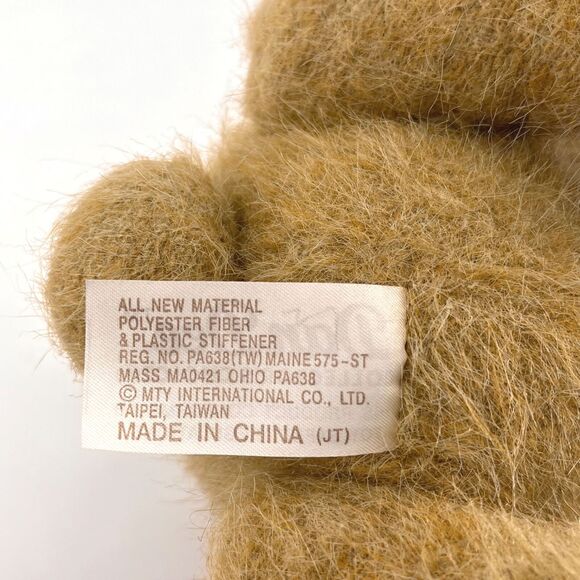 ALL NEW MATERIAL
POLYESTER FIBER
& PLASTIC STIFFENER
REG. NO. PA638(TW) MAINE 575-ST
MASS MA0421 OHIO PA638
© MTY INTERNATIONAL CO., LTD.
TAIPEI, TAIWAN
MADE IN CHINA (JT)